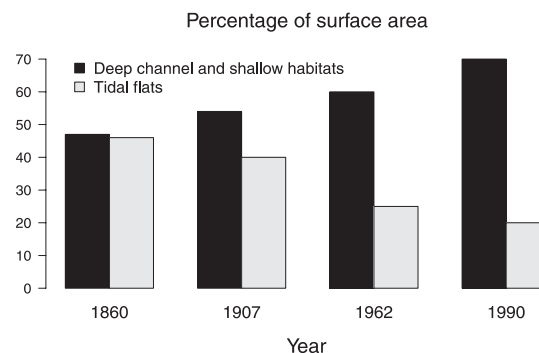 Percentage of surface area
70
60
50
40
30
20
10
0
Deep channel and shallow habitats
Tidal flats
1860 1907 1962 1990
Year